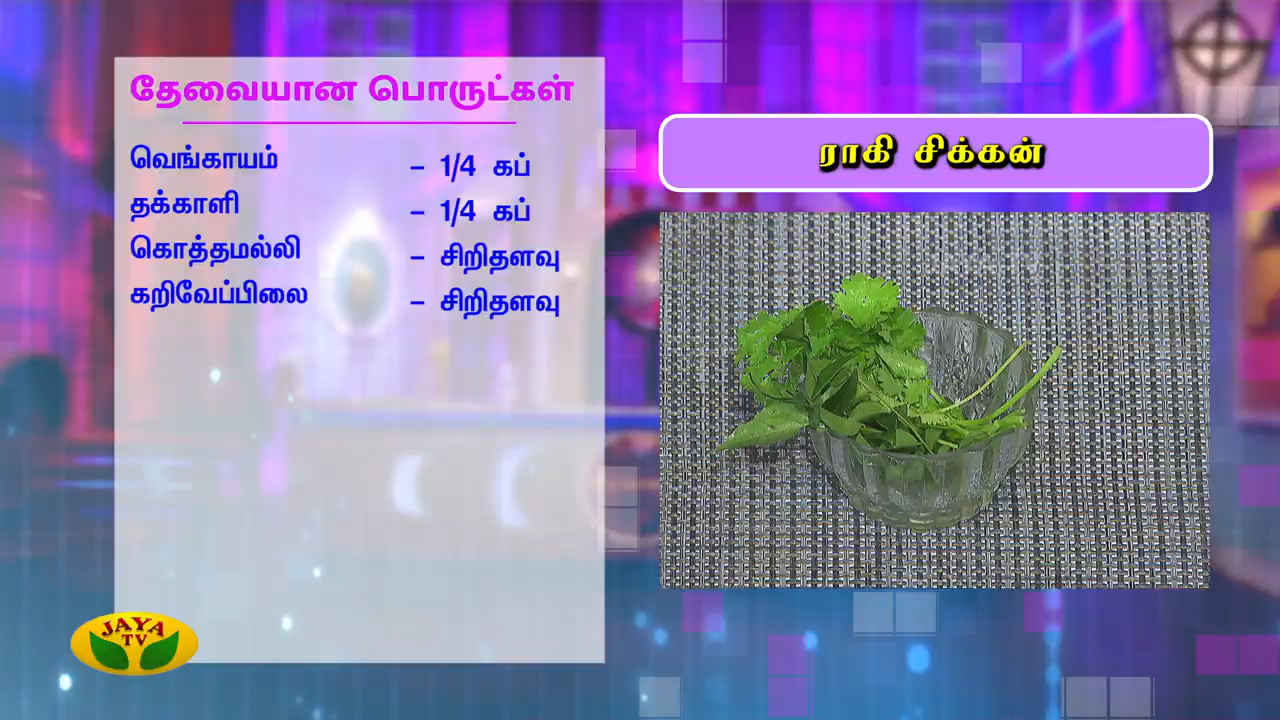 தேவையான பொருட்கள்
வெங்காயம் – 1/4 கப்
தக்காளி – 1/4 கப்
கொத்தமல்லி – சிறிதளவு
கறிவேப்பிலை – சிறிதளவு
ராகி சிக்கன்
JAYA
TV